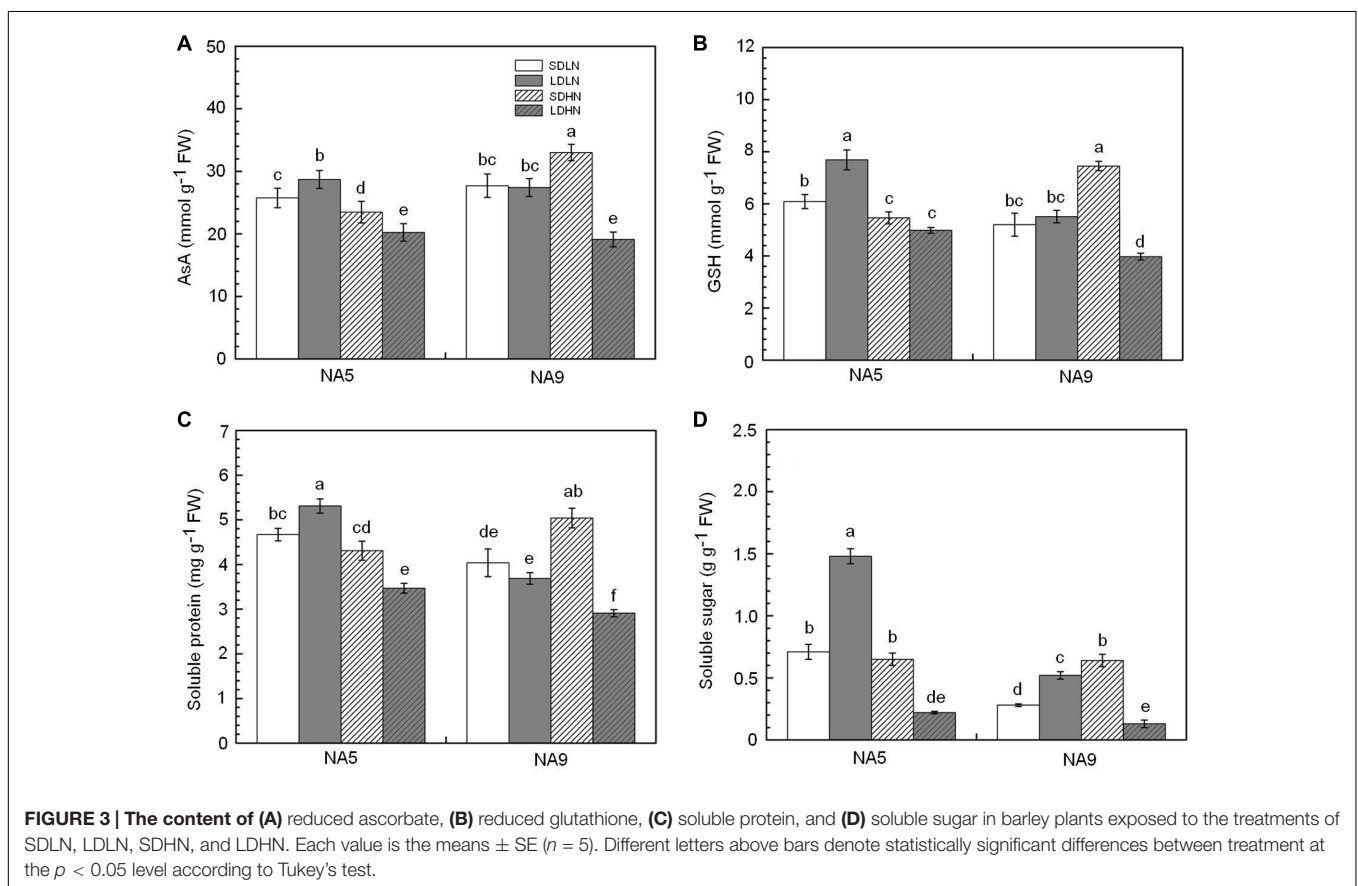 A
50
40
30
20
10
0
AsA (mmol g⁻¹ FW)
SDLN
LDLN
SDHN
LDHN
c
b
d
e
bc
bc
a
e
NA5
NA9
B
12
10
8
6
4
2
0
GSH (mmol g⁻¹ FW)
b
a
c
c
bc
bc
a
d
NA5
NA9
C
7
6
5
4
3
2
1
0
Soluble protein (mg g⁻¹ FW)
bc
a
cd
e
de
e
ab
f
NA5
NA9
D
2.5
2.0
1.5
1.0
0.5
0
Soluble sugar (g g⁻¹ FW)
b
a
b
de
d
c
b
e
NA5
NA9
FIGURE 3 | The content of (A) reduced ascorbate, (B) reduced glutathione, (C) soluble protein, and (D) soluble sugar in barley plants exposed to the treatments of
SDLN, LDLN, SDHN, and LDHN. Each value is the means ± SE (n = 5). Different letters above bars denote statistically significant differences between treatment at
the p < 0.05 level according to Tukey's test.